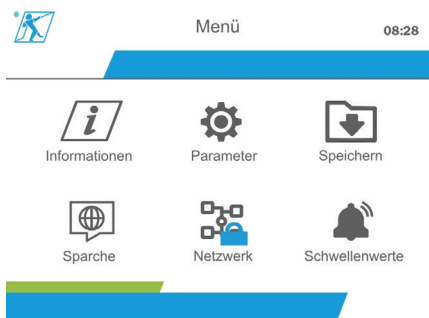 Menü
08:28
Informationen
Parameter
Speichern
Sparche
Netzwerk
Schwellenwerte